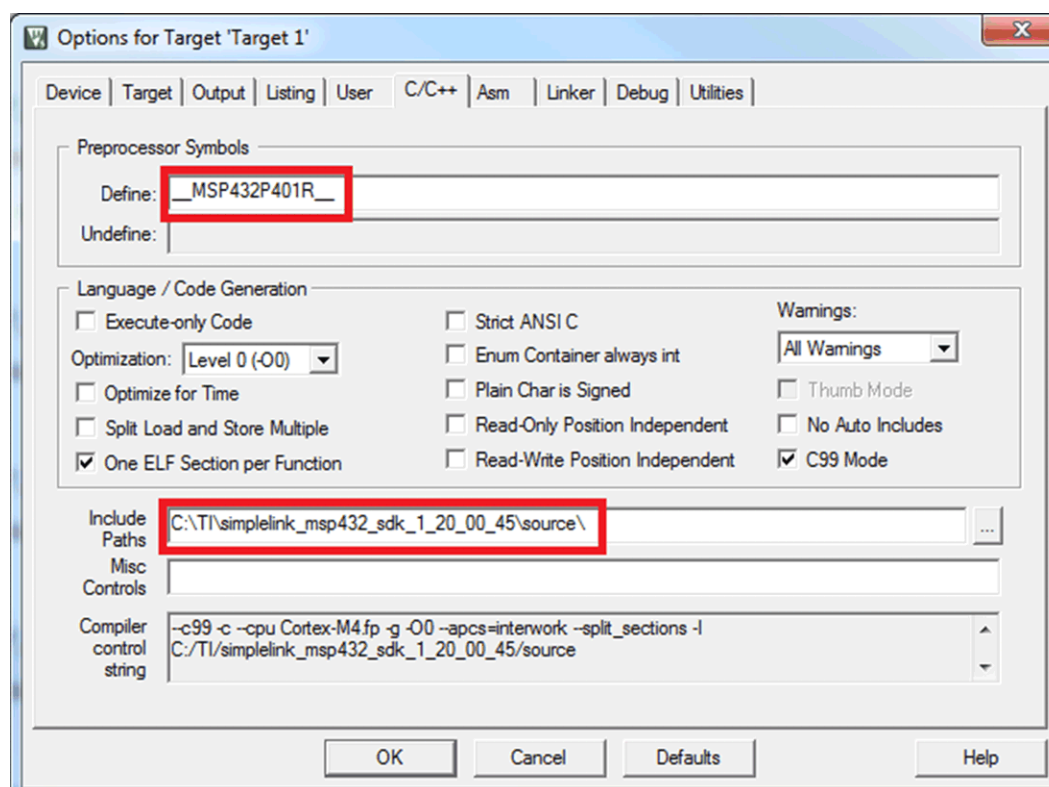 Options for Target 'Target 1'
Device Target Output Listing User C/C++ Asm Linker Debug Utilities
Preprocessor Symbols
Define: __MSP432P401R__
Undefine:
Language / Code Generation
Execute-only Code
Optimization: Level 0 (-O0)
Optimize for Time
Split Load and Store Multiple
One ELF Section per Function
Strict ANSI C
Enum Container always int
Plain Char is Signed
Read-Only Position Independent
Read-Write Position Independent
Warnings:
All Warnings
Thumb Mode
No Auto Includes
C99 Mode
Include
Paths
C:\TI\simplelink_msp432_sdk_1_20_00_45\source\
...
Misc
Controls
Compiler
control
string
--c99 -c --cpu Cortex-M4.fp -g -O0 --apcs=interwork --split_sections -I
C:/TI/simplelink_msp432_sdk_1_20_00_45/source
OK Cancel Defaults Help